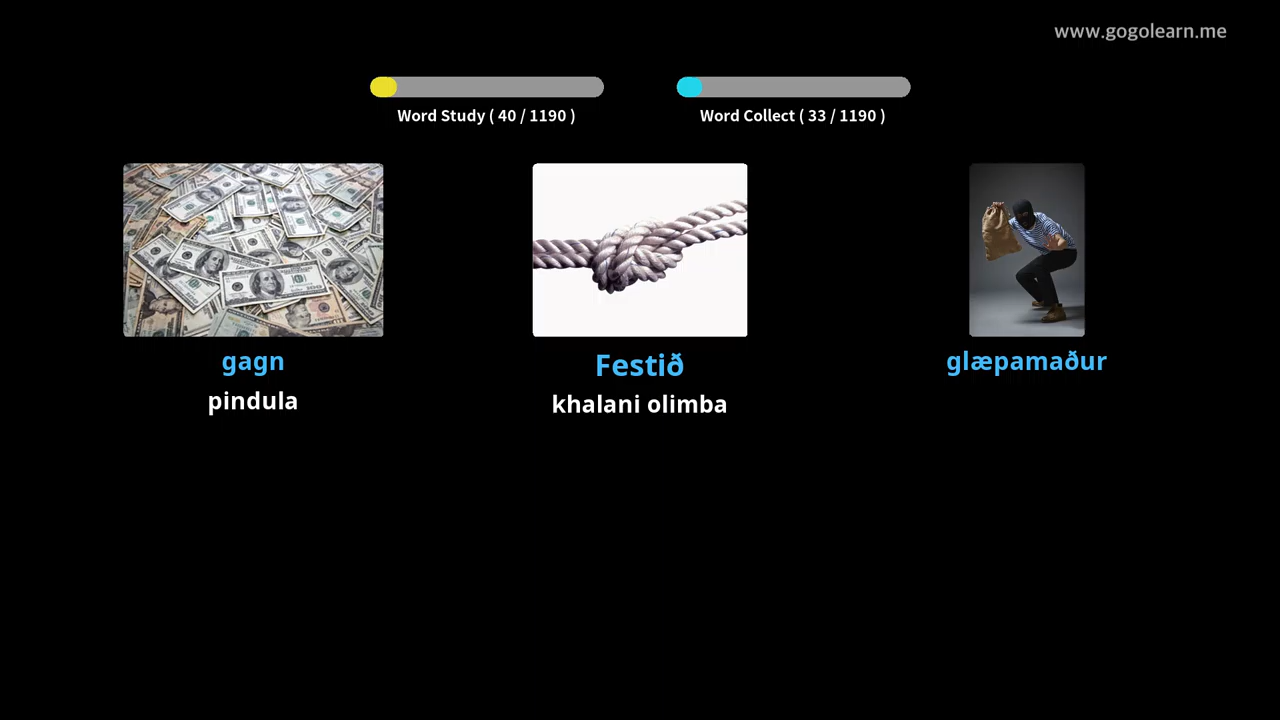 www.gogolearn.me
Word Study ( 40 / 1190 )
Word Collect ( 33 / 1190 )
gagn
pindula
Festið
khalani olimba
glæpamaður